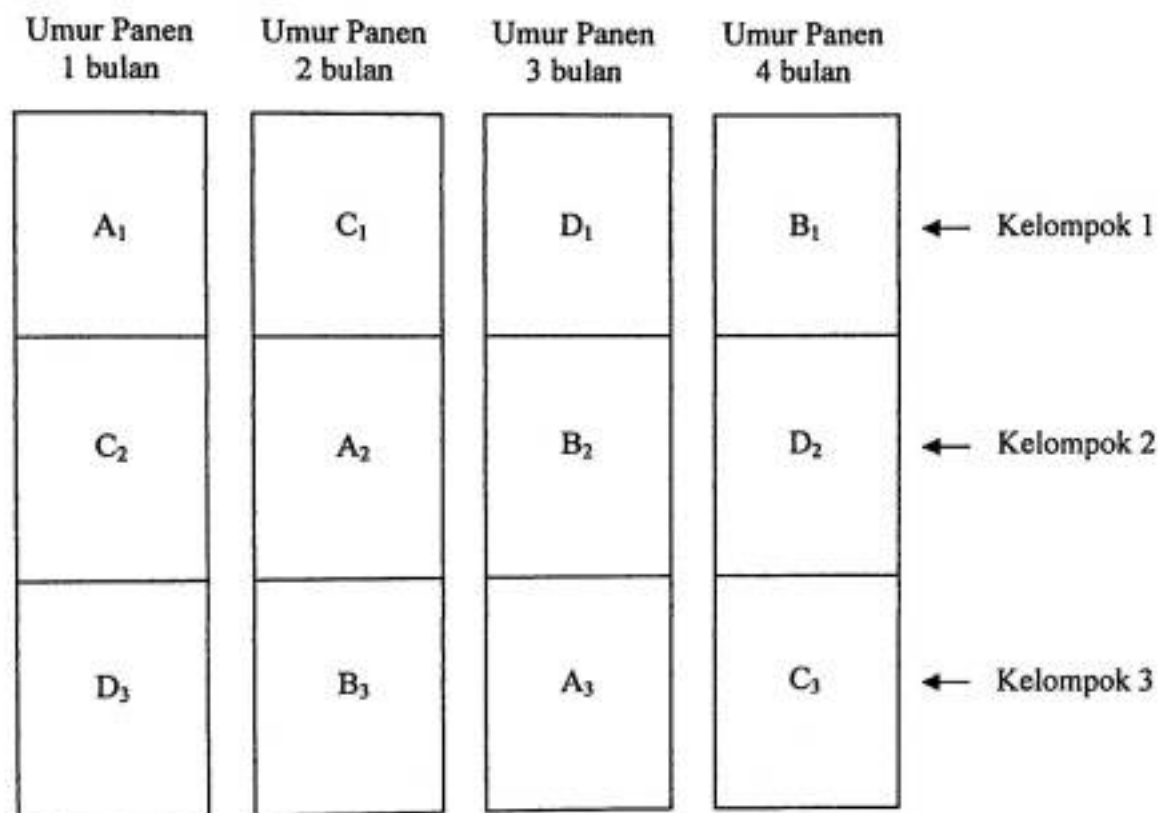 Umur Panen 1 bulan
Umur Panen 2 bulan
Umur Panen 3 bulan
Umur Panen 4 bulan
A₁ C₁ D₁ B₁ ← Kelompok 1
C₂ A₂ B₂ D₂ ← Kelompok 2
D₃ B₃ A₃ C₃ ← Kelompok 3